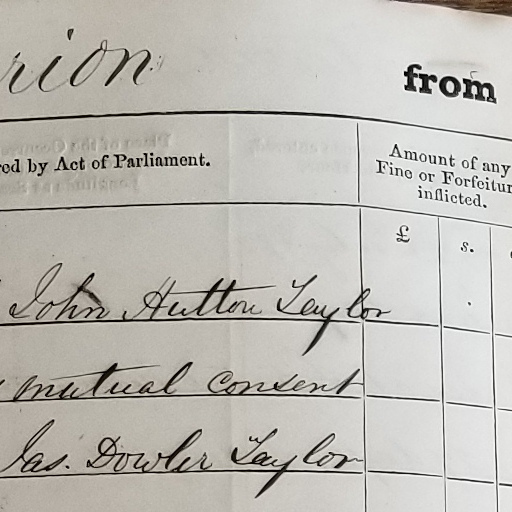 rion from
red by Act of Parliament.
Amount of any
Fine or Forfeitur
inflicted.
£ s.
John Hutton Taylor
mutual consent
Jas. Dowler Taylor